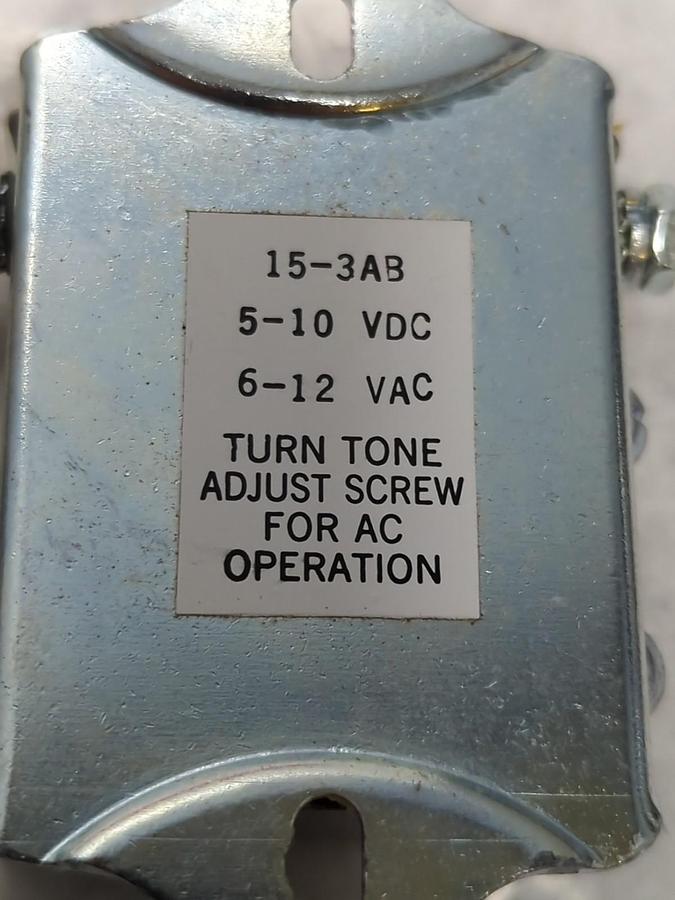 15-3AB
5-10 VDC
6-12 VAC
TURN TONE
ADJUST SCREW
FOR AC
OPERATION